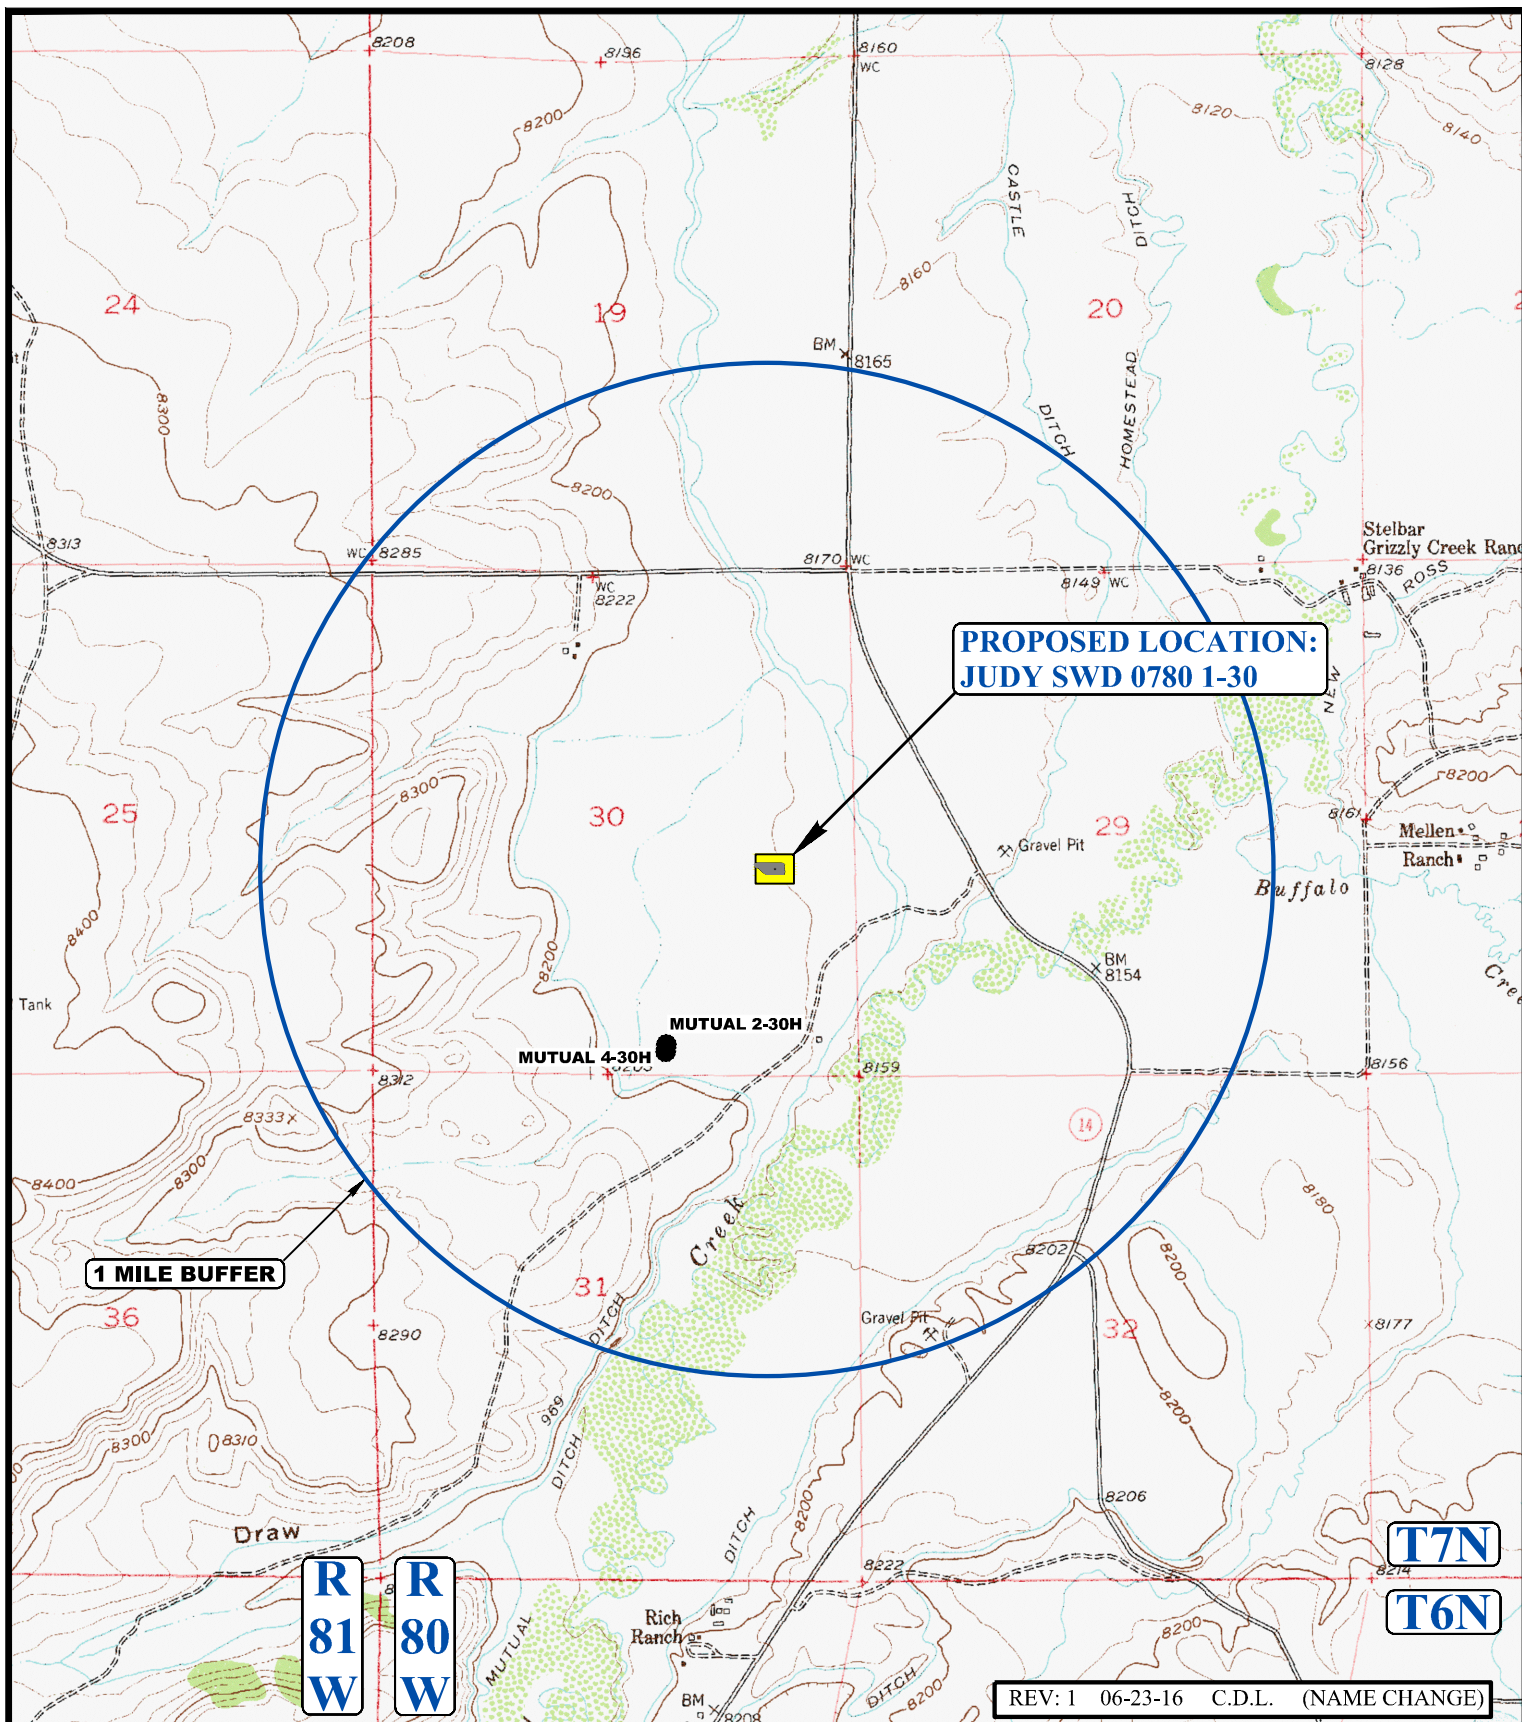 8208
8196
8160
WC
8128
8200
8120
8140
CASTLE
DITCH
8160
24
19
20
BM
8165
8300
DITCH
HOMESTEAD
8200
8313
WC
8285
8170 WC
Stelbar
Grizzly Creek Ranc
8136
ROSS
WC
8222
8149 WC
PROPOSED LOCATION:
JUDY SWD 0780 1-30
NEW
8300
8200
25
30
29
8161
Mellen
Ranch
Gravel Pit
Buffalo
8400
8200
BM
8154
Cree
Tank
MUTUAL 2-30H
MUTUAL 4-30H
8312
8159
8156
8333
14
8300
8400
8180
Creek
8202
8200
1 MILE BUFFER
31
36
DITCH
Gravel Pit
32
8177
8290
969
8200
8300
8310
DITCH
8206
8200
DITCH
Draw
T7N
8222
8214
R
81
W
R
80
W
T6N
Rich
Ranch
8200
MUTUAL
DITCH
8200
BM
8208
REV: 1 06-23-16 C.D.L. (NAME CHANGE)